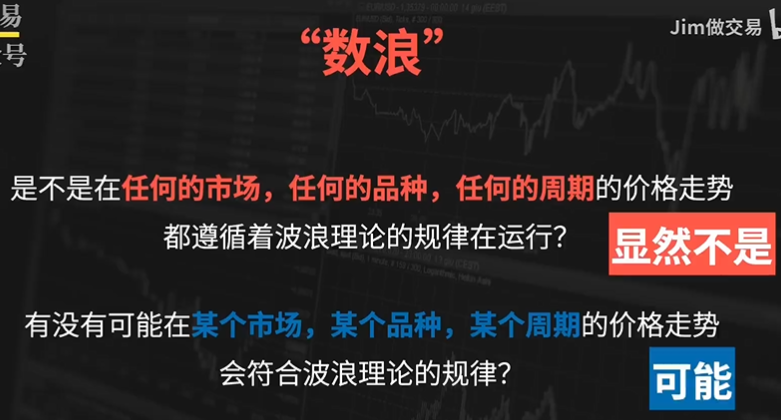 易
号
Jim做交易
“数浪”
是不是在任何的市场，任何的品种，任何的周期的价格走势
都遵循着波浪理论的规律在运行？
显然不是
有没有可能在某个市场，某个品种，某个周期的价格走势
会符合波浪理论的规律？
可能